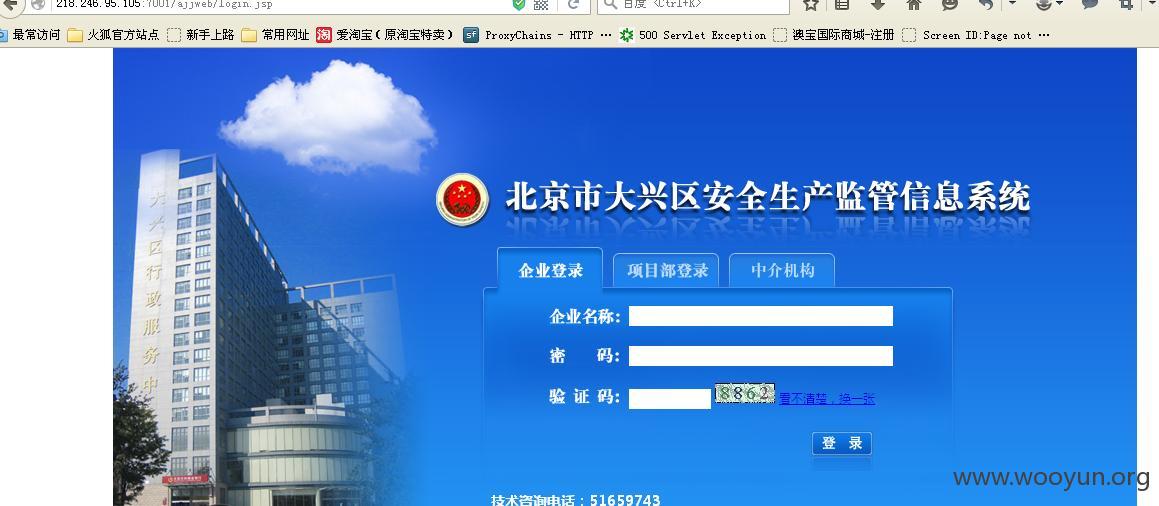 218.246.95.105:7001/ajjweb/login.jsp
百度 <Ctrl+K>
最常访问 火狐官方站点 新手上路 常用网址 淘 爱淘宝(原淘宝特卖) sf ProxyChains - HTTP ... 500 Servlet Exception 澳宝国际商城-注册 Screen ID:Page not ...
大兴区行政服务中
北京市大兴区安全生产监管信息系统
企业登录 项目部登录 中介机构
企业名称:
密 码:
验 证 码: 8862 看不清楚,换一张
登 录
www.wooyun.org
技术咨询电话:51659743